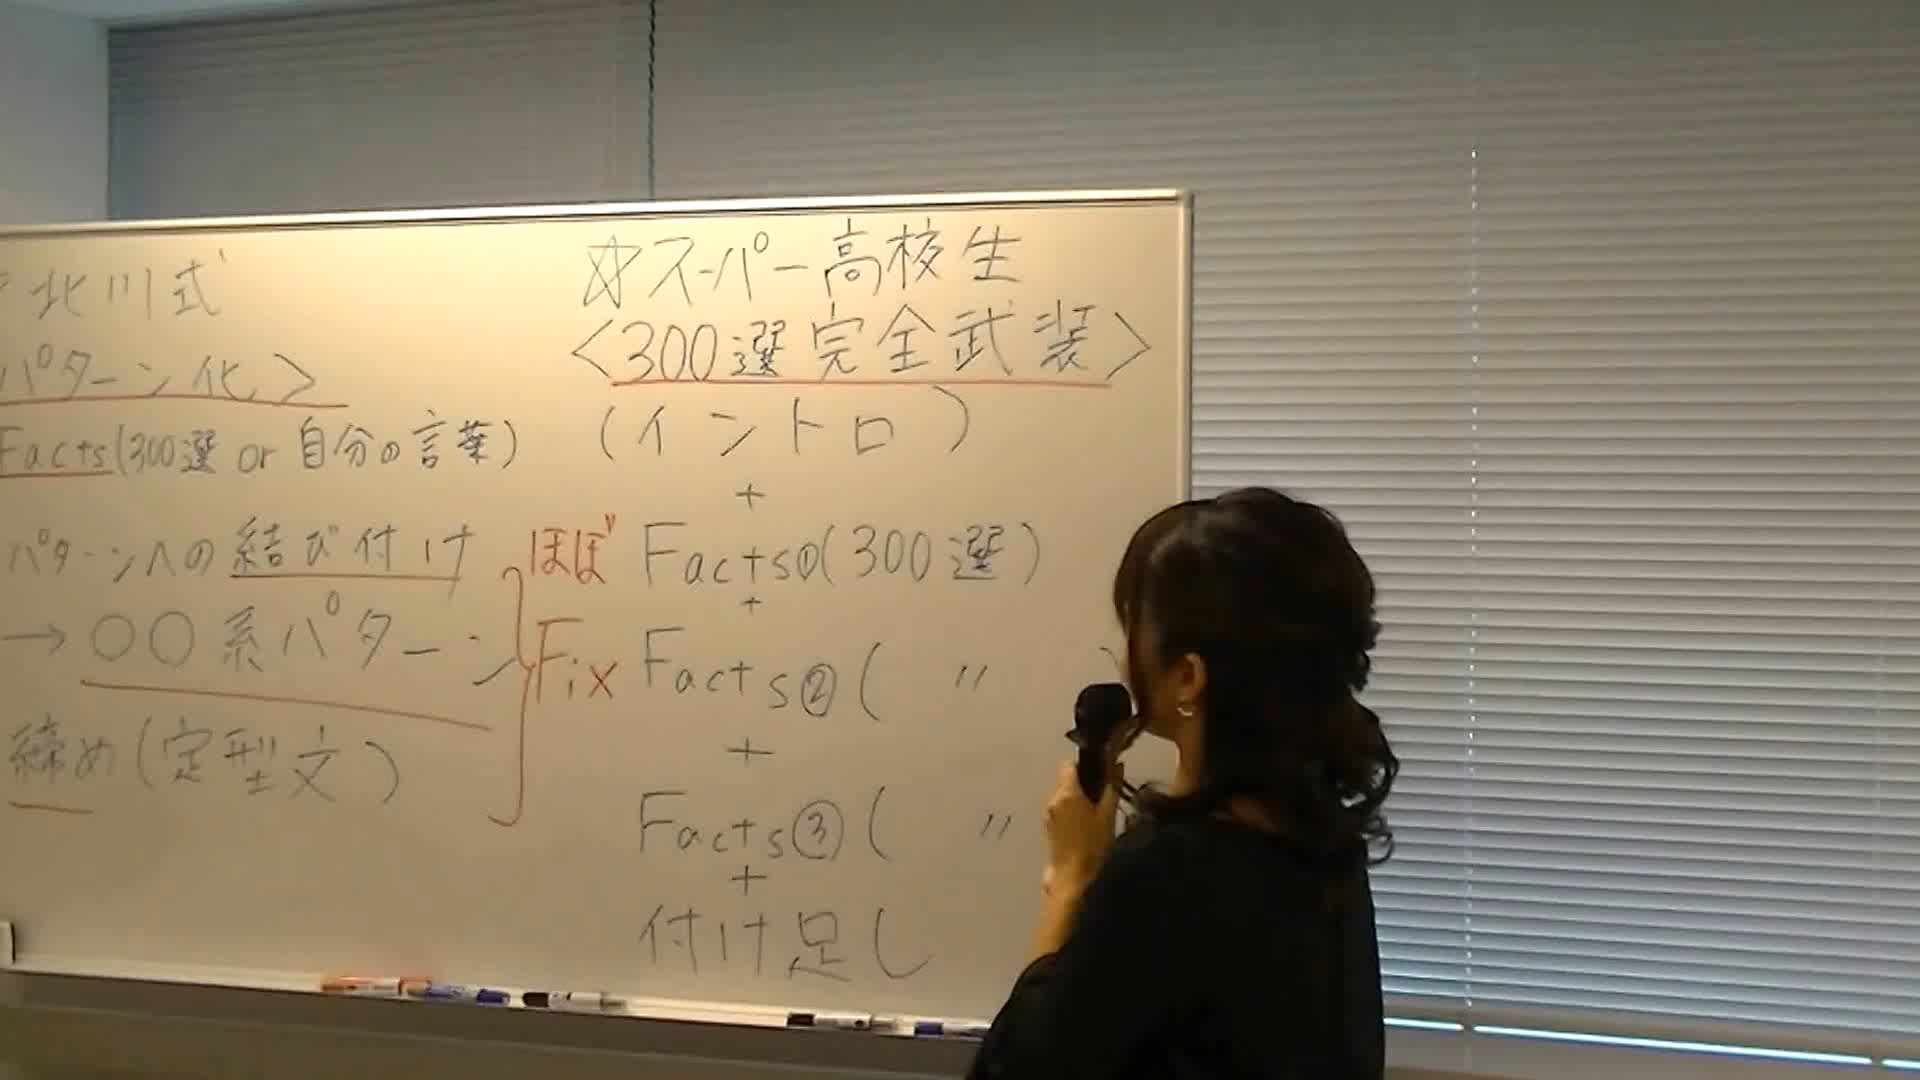 北川式
パターン化>
Facts(300選 or 自分の言葉)
パターンへの結び付け
→〇〇系パターン
締め(定型文)
ほぼ
Fix
☆スーパー高校生
<300選完全武装>
(イントロ)
+
Facts①(300選)
+
Facts②( 〃 )
+
Facts③( 〃
+
付け足し